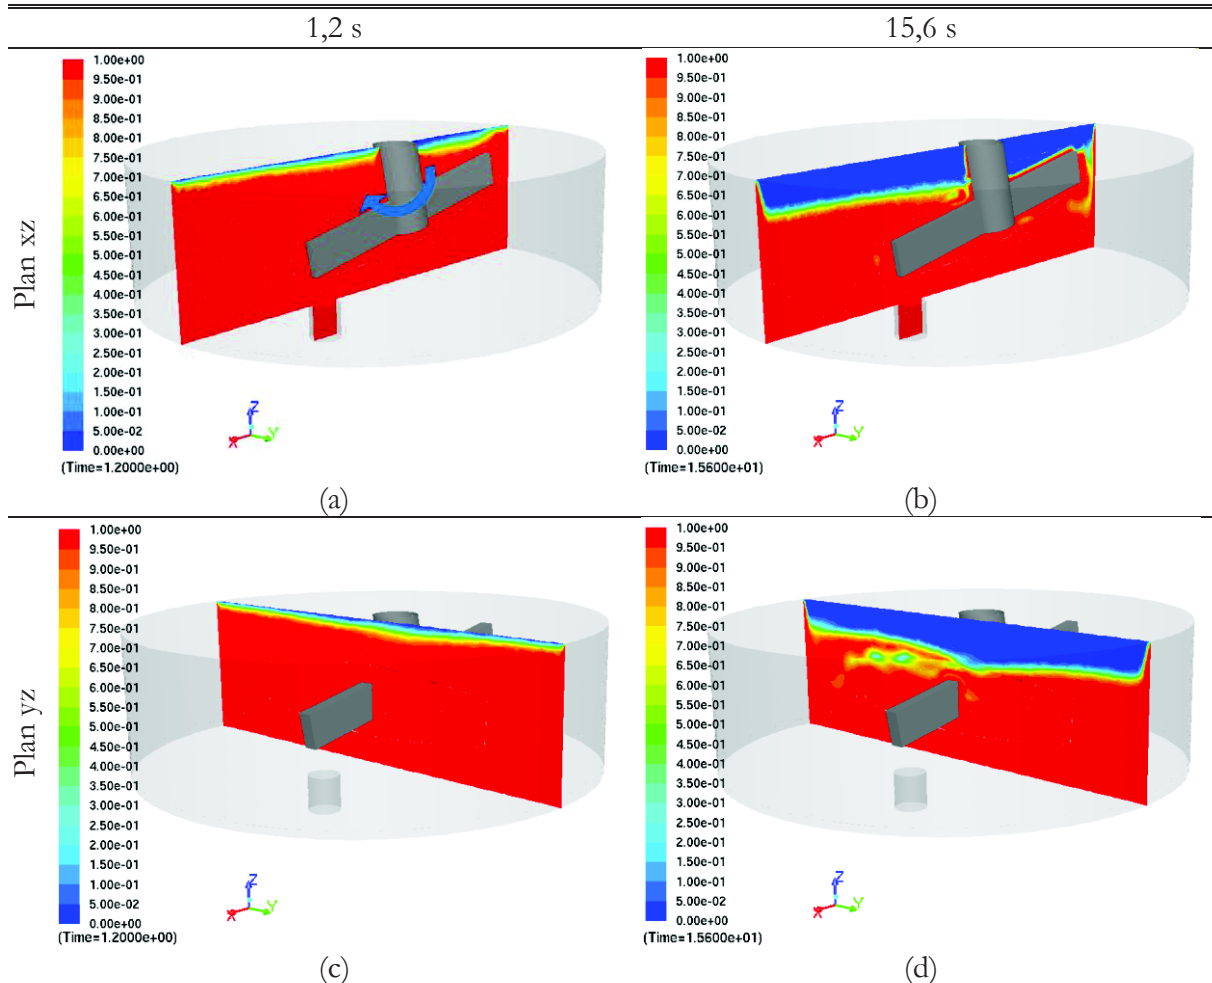 1,2 s
15,6 s
Plan xz
1.00e+00
9.50e-01
9.00e-01
8.50e-01
8.00e-01
7.50e-01
7.00e-01
6.50e-01
6.00e-01
5.50e-01
5.00e-01
4.50e-01
4.00e-01
3.50e-01
3.00e-01
2.50e-01
2.00e-01
1.50e-01
1.00e-01
5.00e-02
0.00e+00
Z
X
Y
(Time=1.2000e+00)
(a)
1.00e+00
9.50e-01
9.00e-01
8.50e-01
8.00e-01
7.50e-01
7.00e-01
6.50e-01
6.00e-01
5.50e-01
5.00e-01
4.50e-01
4.00e-01
3.50e-01
3.00e-01
2.50e-01
2.00e-01
1.50e-01
1.00e-01
5.00e-02
0.00e+00
Z
X
Y
(Time=1.5600e+01)
(b)
Plan yz
1.00e+00
9.50e-01
9.00e-01
8.50e-01
8.00e-01
7.50e-01
7.00e-01
6.50e-01
6.00e-01
5.50e-01
5.00e-01
4.50e-01
4.00e-01
3.50e-01
3.00e-01
2.50e-01
2.00e-01
1.50e-01
1.00e-01
5.00e-02
0.00e+00
Z
X
Y
(Time=1.2000e+00)
(c)
1.00e+00
9.50e-01
9.00e-01
8.50e-01
8.00e-01
7.50e-01
7.00e-01
6.50e-01
6.00e-01
5.50e-01
5.00e-01
4.50e-01
4.00e-01
3.50e-01
3.00e-01
2.50e-01
2.00e-01
1.50e-01
1.00e-01
5.00e-02
0.00e+00
Z
X
Y
(Time=1.5600e+01)
(d)